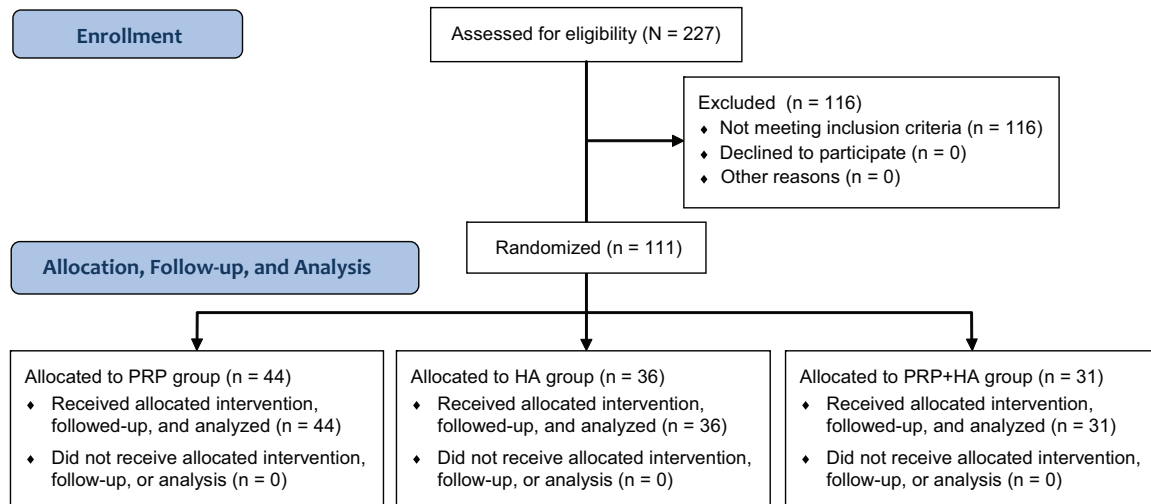 Enrollment
Assessed for eligibility (N = 227)
Excluded (n = 116)
♦ Not meeting inclusion criteria (n = 116)
♦ Declined to participate (n = 0)
♦ Other reasons (n = 0)
Randomized (n = 111)
Allocation, Follow-up, and Analysis
Allocated to PRP group (n = 44)
♦ Received allocated intervention,
followed-up, and analyzed (n = 44)
♦ Did not receive allocated intervention,
follow-up, or analysis (n = 0)
Allocated to HA group (n = 36)
♦ Received allocated intervention,
followed-up, and analyzed (n = 36)
♦ Did not receive allocated intervention,
follow-up, or analysis (n = 0)
Allocated to PRP+HA group (n = 31)
♦ Received allocated intervention,
followed-up, and analyzed (n = 31)
♦ Did not receive allocated intervention,
follow-up, or analysis (n = 0)